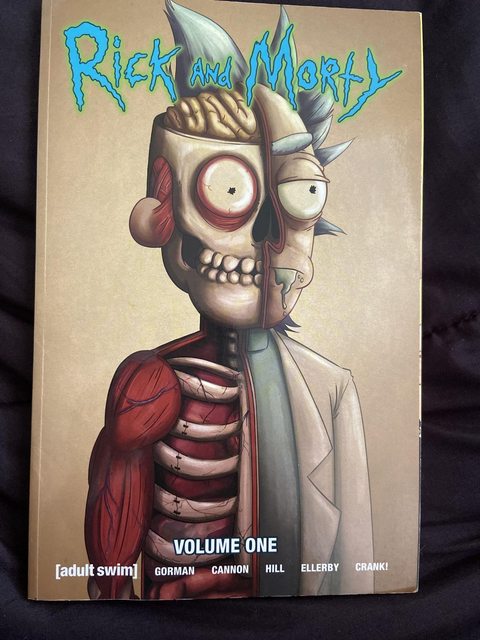 RICK AND MORTY
VOLUME ONE
[adult swim] GORMAN CANNON HILL ELLERBY CRANK!